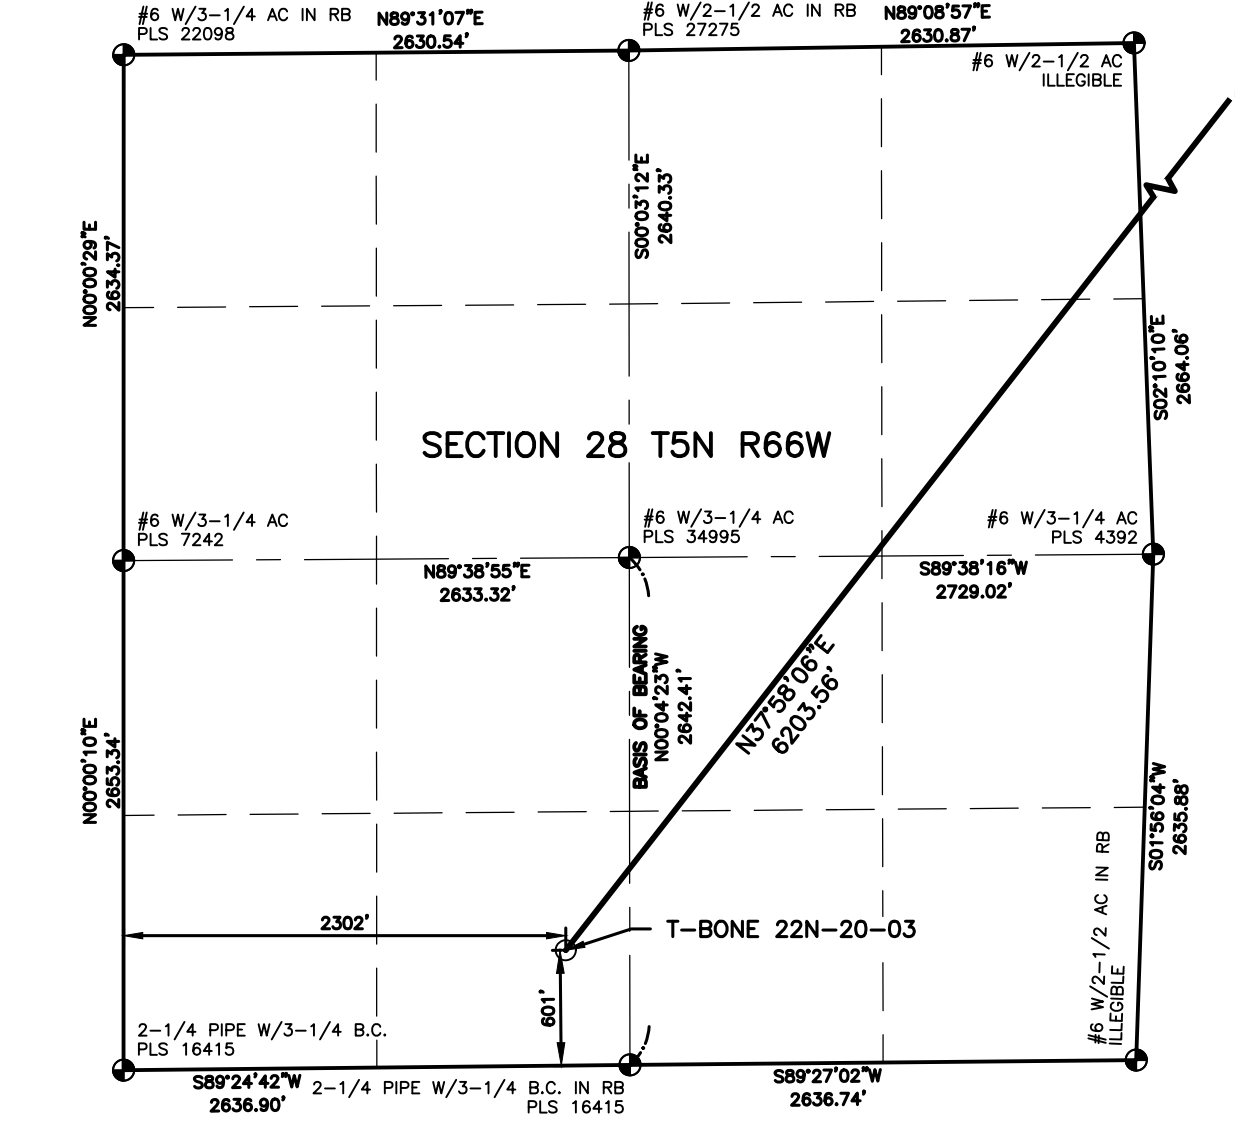 #6 W/3-1/4 AC IN RB
PLS 22098
N89°31'07"E
2630.54'
#6 W/2-1/2 AC IN RB
PLS 27275
N89°08'57"E
2630.87'
#6 W/2-1/2 AC
ILLEGIBLE
N00°00'29"E
2634.37'
S00°03'12"E
2640.33'
S02°10'10"E
2664.06'
SECTION 28 T5N R66W
#6 W/3-1/4 AC
PLS 7242
#6 W/3-1/4 AC
PLS 34995
#6 W/3-1/4 AC
PLS 4392
N89°38'55"E
2633.32'
S89°38'16"W
2729.02'
BASIS OF BEARING
N00°04'23"W
2642.41'
N37°58'06"E
6203.56'
N00°00'10"E
2653.34'
S01°56'04"W
2635.88'
#6 W/2-1/2 AC IN RB
ILLEGIBLE
2302'
T-BONE 22N-20-03
601'
2-1/4 PIPE W/3-1/4 B.C.
PLS 16415
S89°24'42"W
2636.90'
2-1/4 PIPE W/3-1/4 B.C. IN RB
PLS 16415
S89°27'02"W
2636.74'